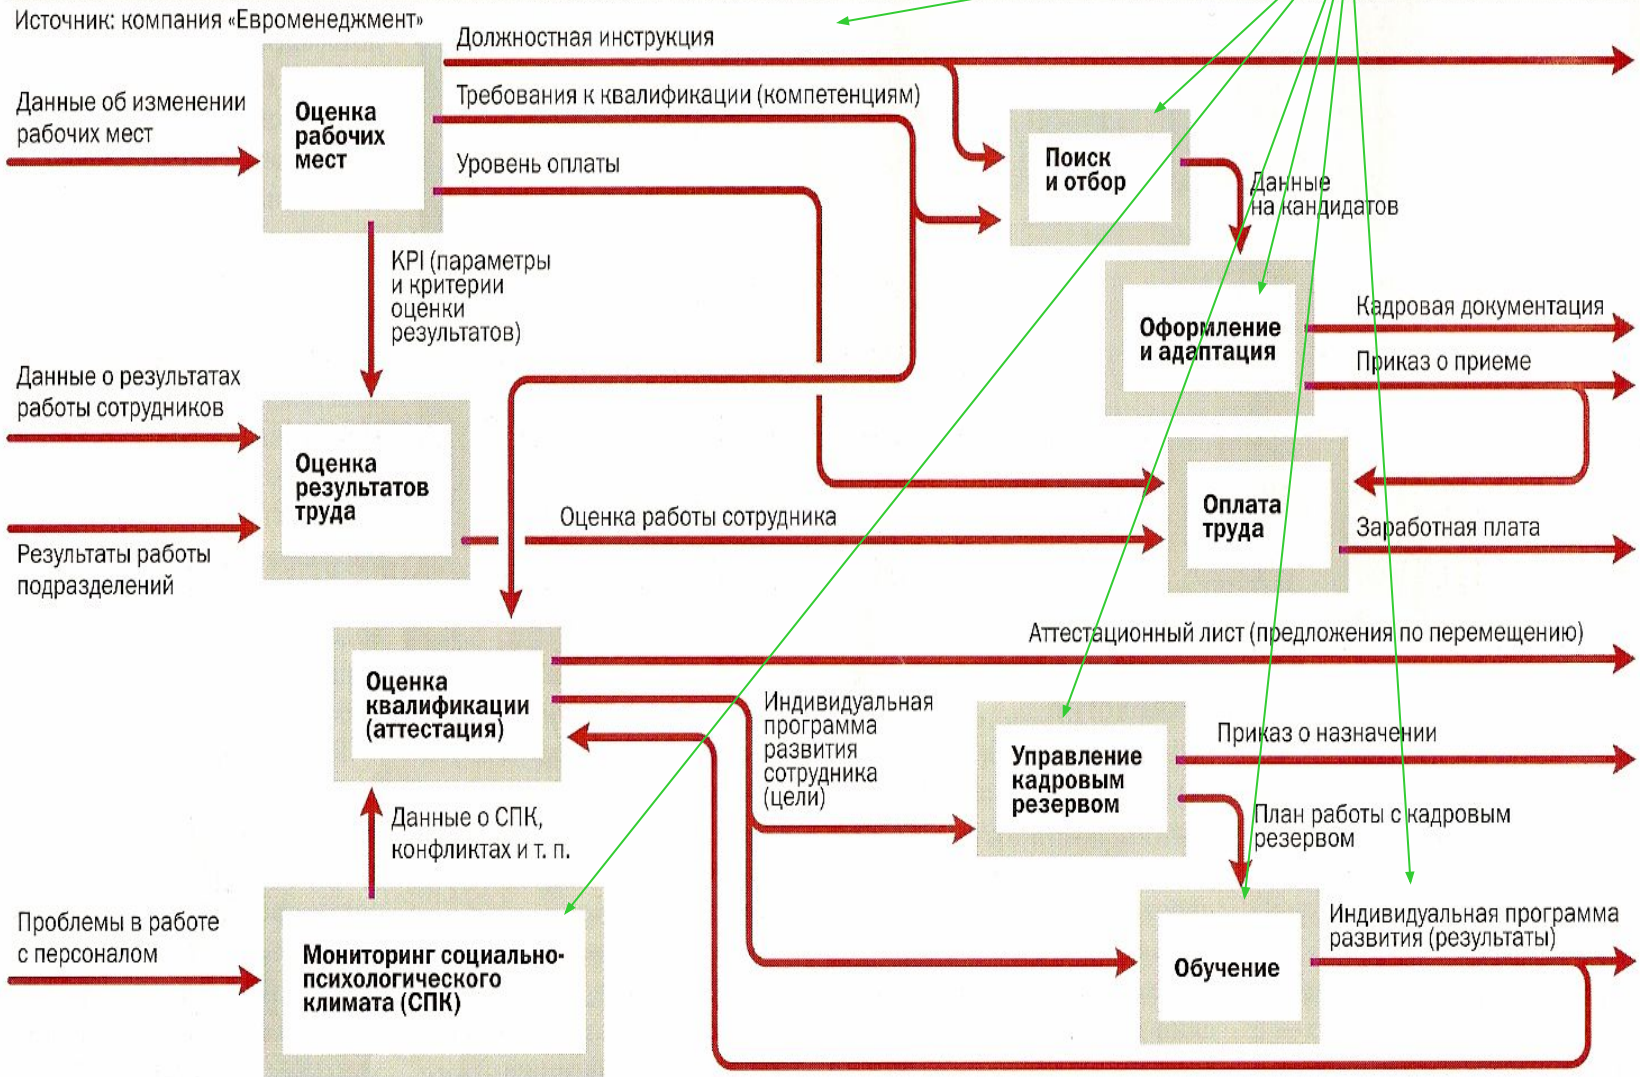 Источник: компания «Евроменеджмент»
Должностная инструкция
Данные об изменении
рабочих мест
Оценка
рабочих
мест
Требования к квалификации (компетенциям)
Уровень оплаты
Поиск
и отбор
Данные
на кандидатов
KPI (параметры
и критерии
оценки
результатов)
Оформление
и адаптация
Кадровая документация
Приказ о приеме
Данные о результатах
работы сотрудников
Оценка
результатов
труда
Результаты работы
подразделений
Оценка работы сотрудника
Оплата
труда
Заработная плата
Аттестационный лист (предложения по перемещению)
Оценка
квалификации
(аттестация)
Индивидуальная
программа
развития
сотрудника
(цели)
Управление
кадровым
резервом
Приказ о назначении
План работы с кадровым
резервом
Данные о СПК,
конфликтах и т. п.
Проблемы в работе
с персоналом
Мониторинг социально-
психологического
климата (СПК)
Обучение
Индивидуальная программа
развития (результаты)